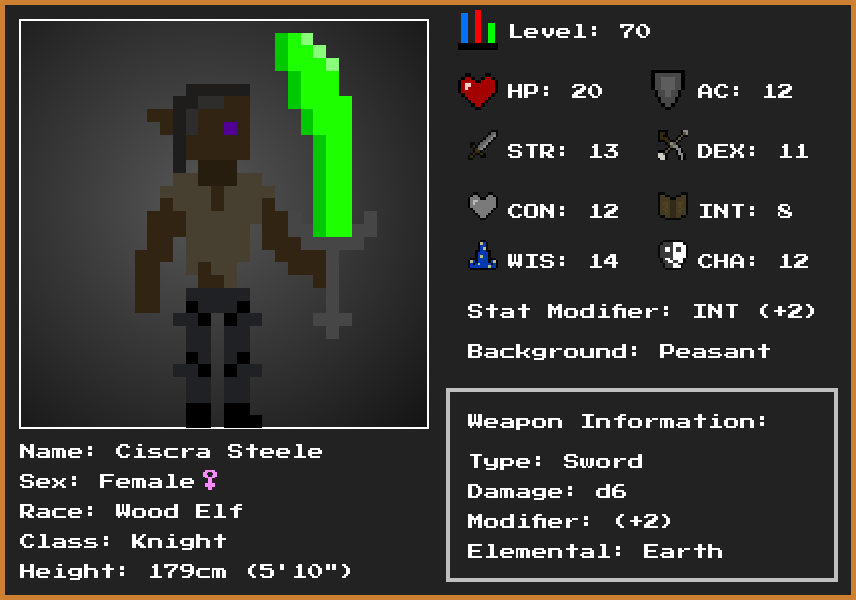 Level: 70
HP: 20 AC: 12
STR: 13 DEX: 11
CON: 12 INT: 8
WIS: 14 CHA: 12
Stat Modifier: INT (+2)
Background: Peasant
Weapon Information:
Type: Sword
Damage: d6
Modifier: (+2)
Elemental: Earth
Name: Ciscra Steele
Sex: Female♀
Race: Wood Elf
Class: Knight
Height: 179cm (5'10")